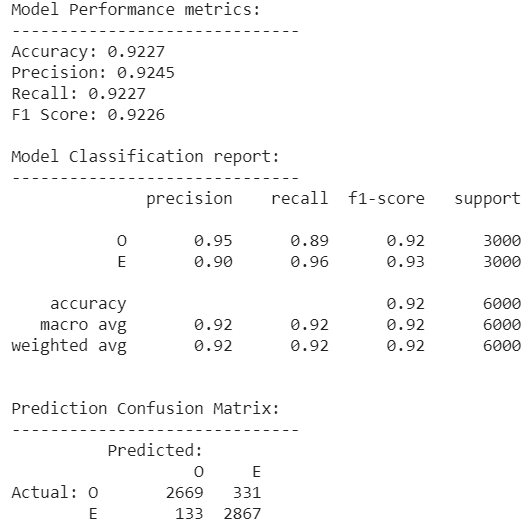 Model Performance metrics:
------------------------------
Accuracy: 0.9227
Precision: 0.9245
Recall: 0.9227
F1 Score: 0.9226
Model Classification report:
------------------------------
precision recall f1-score support
O 0.95 0.89 0.92 3000
E 0.90 0.96 0.93 3000
accuracy 0.92 6000
macro avg 0.92 0.92 0.92 6000
weighted avg 0.92 0.92 0.92 6000
Prediction Confusion Matrix:
------------------------------
Predicted:
O E
Actual: O 2669 331
E 133 2867